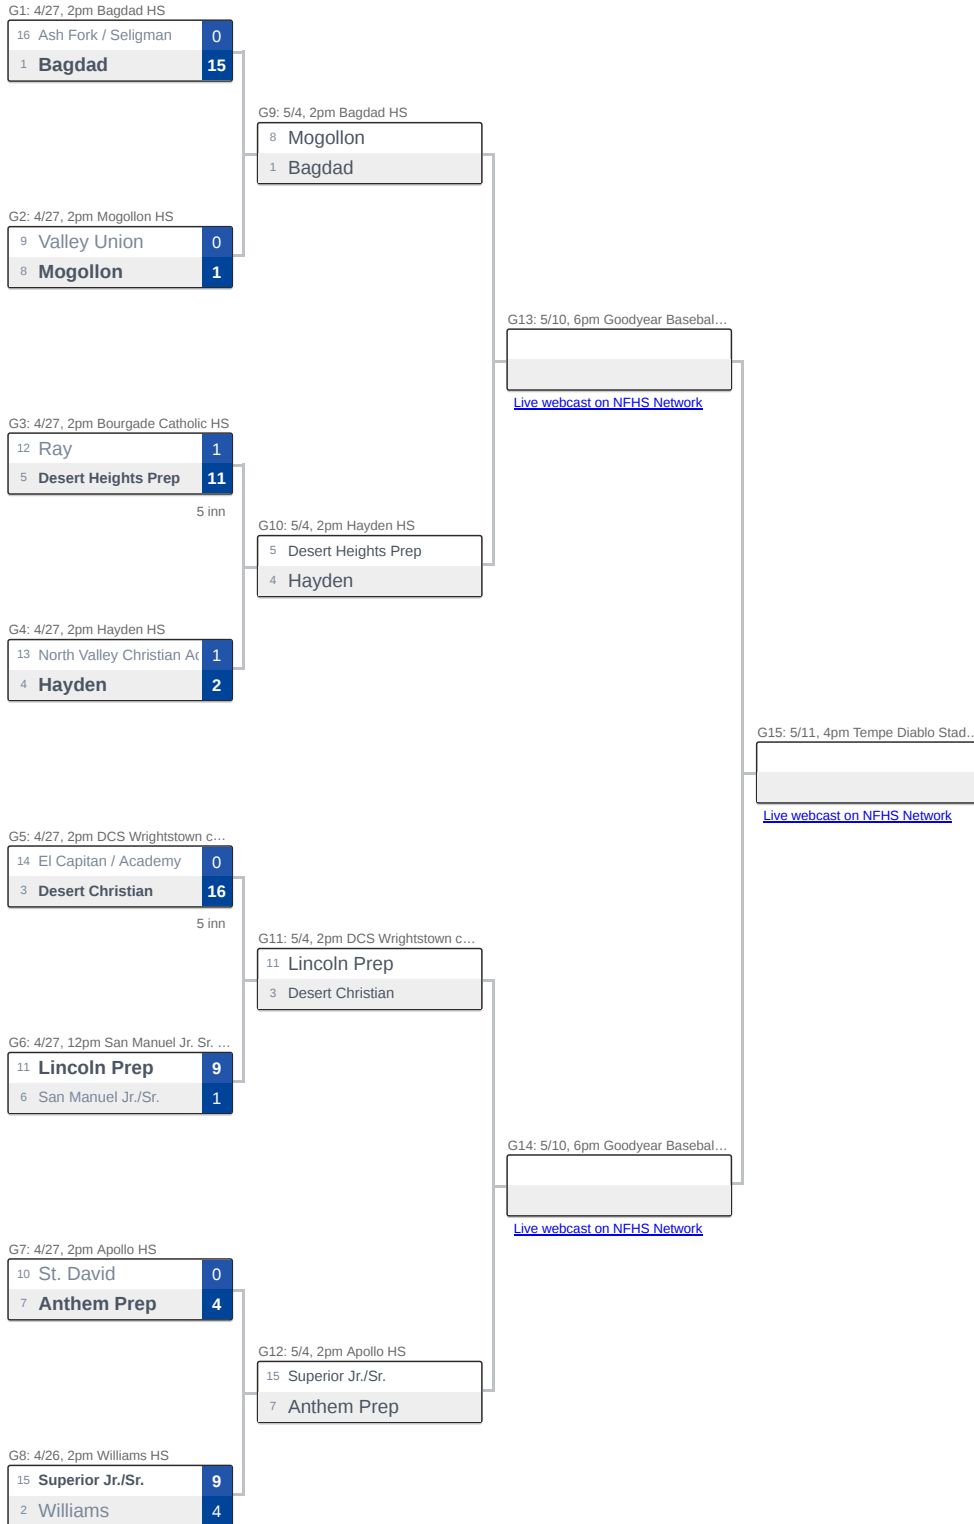 G1: 4/27, 2pm Bagdad HS
16 Ash Fork / Seligman 0
1 Bagdad 15
G9: 5/4, 2pm Bagdad HS
8 Mogollon
1 Bagdad
G2: 4/27, 2pm Mogollon HS
9 Valley Union 0
8 Mogollon 1
G13: 5/10, 6pm Goodyear Basebal…
Live webcast on NFHS Network
G3: 4/27, 2pm Bourgade Catholic HS
12 Ray 1
5 Desert Heights Prep 11
5 inn
G10: 5/4, 2pm Hayden HS
5 Desert Heights Prep
4 Hayden
G4: 4/27, 2pm Hayden HS
13 North Valley Christian Ac 1
4 Hayden 2
G15: 5/11, 4pm Tempe Diablo Stad…
Live webcast on NFHS Network
G5: 4/27, 2pm DCS Wrightstown c…
14 El Capitan / Academy 0
3 Desert Christian 16
5 inn
G11: 5/4, 2pm DCS Wrightstown c…
11 Lincoln Prep
3 Desert Christian
G6: 4/27, 12pm San Manuel Jr. Sr. …
11 Lincoln Prep 9
6 San Manuel Jr./Sr. 1
G14: 5/10, 6pm Goodyear Basebal…
Live webcast on NFHS Network
G7: 4/27, 2pm Apollo HS
10 St. David 0
7 Anthem Prep 4
G12: 5/4, 2pm Apollo HS
15 Superior Jr./Sr.
7 Anthem Prep
G8: 4/26, 2pm Williams HS
15 Superior Jr./Sr. 9
2 Williams 4